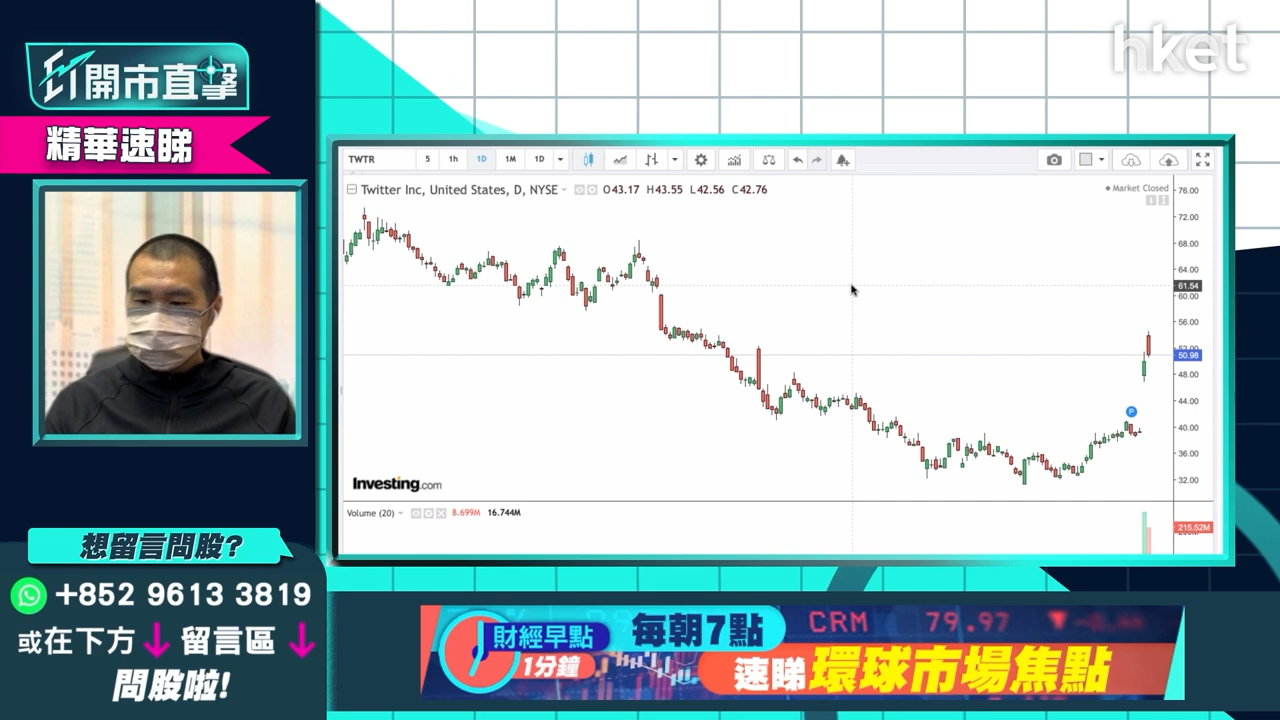 hket
開市直擊
精華速睇
TWTR 5 1h 1D 1M 1D
Twitter Inc, United States, D, NYSE O43.17 H43.55 L42.56 C42.76
Market Closed
76.00
72.00
68.00
64.00
61.54
60.00
56.00
52.00
50.98
48.00
44.00
P
40.00
36.00
32.00
Investing.com
Volume (20) 8.699M 16.744M
215.52M
想留言問股?
+852 9613 3819
或在下方 留言區
問股啦!
財經早點
1分鐘
每朝7點
速睇環球市場焦點
CRM 79.97